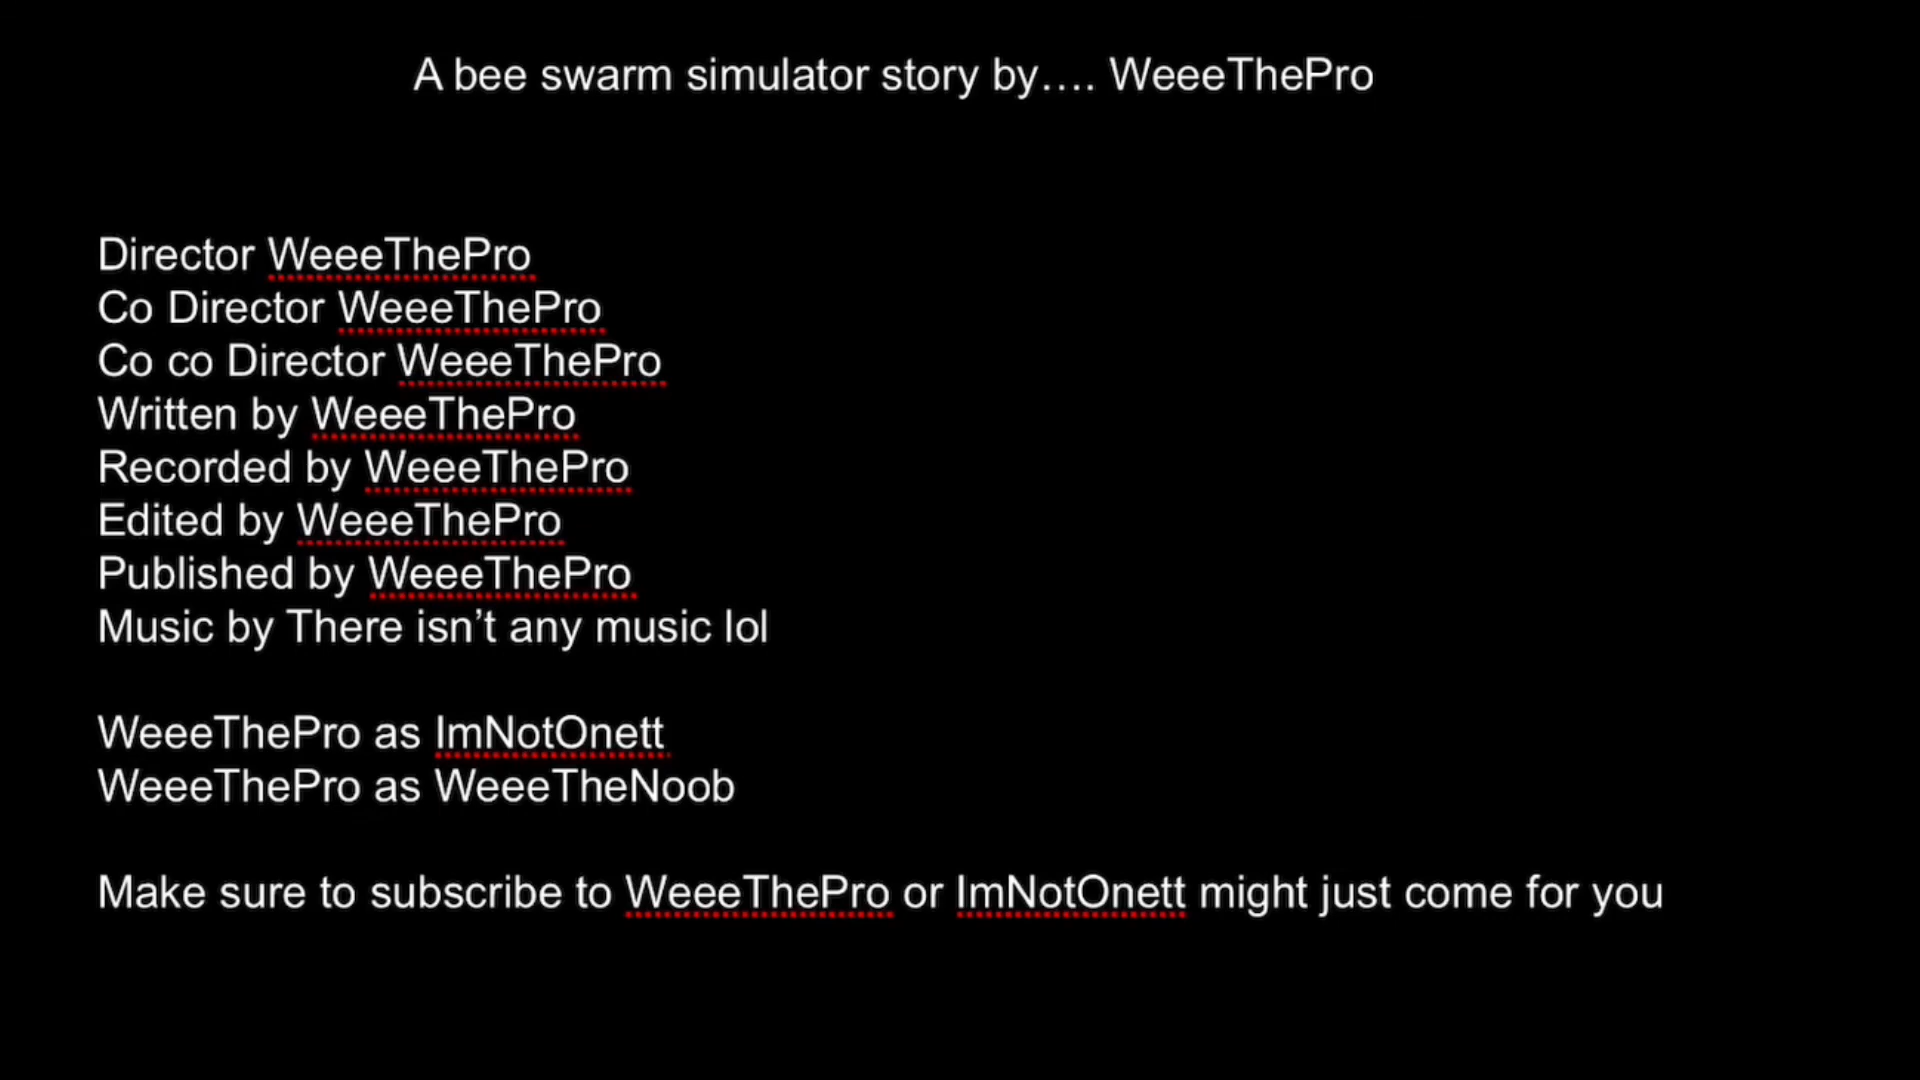 A bee swarm simulator story by.... WeeeThePro
Director WeeeThePro
Co Director WeeeThePro
Co co Director WeeeThePro
Written by WeeeThePro
Recorded by WeeeThePro
Edited by WeeeThePro
Published by WeeeThePro
Music by There isn’t any music lol
WeeeThePro as ImNotOnett
WeeeThePro as WeeeTheNoob
Make sure to subscribe to WeeeThePro or ImNotOnett might just come for you